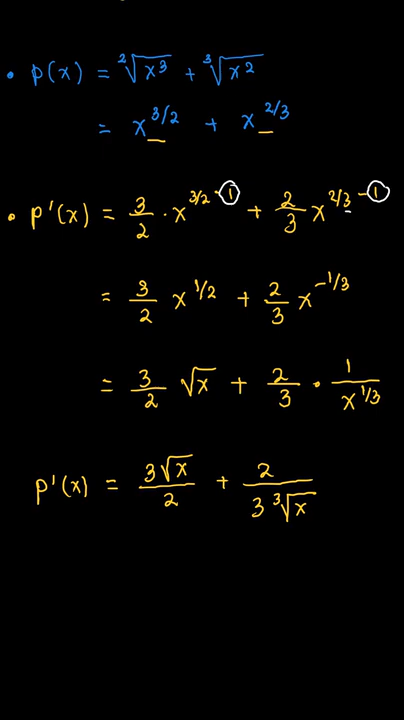 • p(x) = ²√x³ + ³√x²
= x^3/2 + x^2/3
• p'(x) = 3/2 · x^3/2 - 1 + 2/3 x^2/3 - 1
= 3/2 x^1/2 + 2/3 x^-1/3
= 3/2 √x + 2/3 · 1/x^1/3
p'(x) = 3√x/2 + 2/3 ³√x